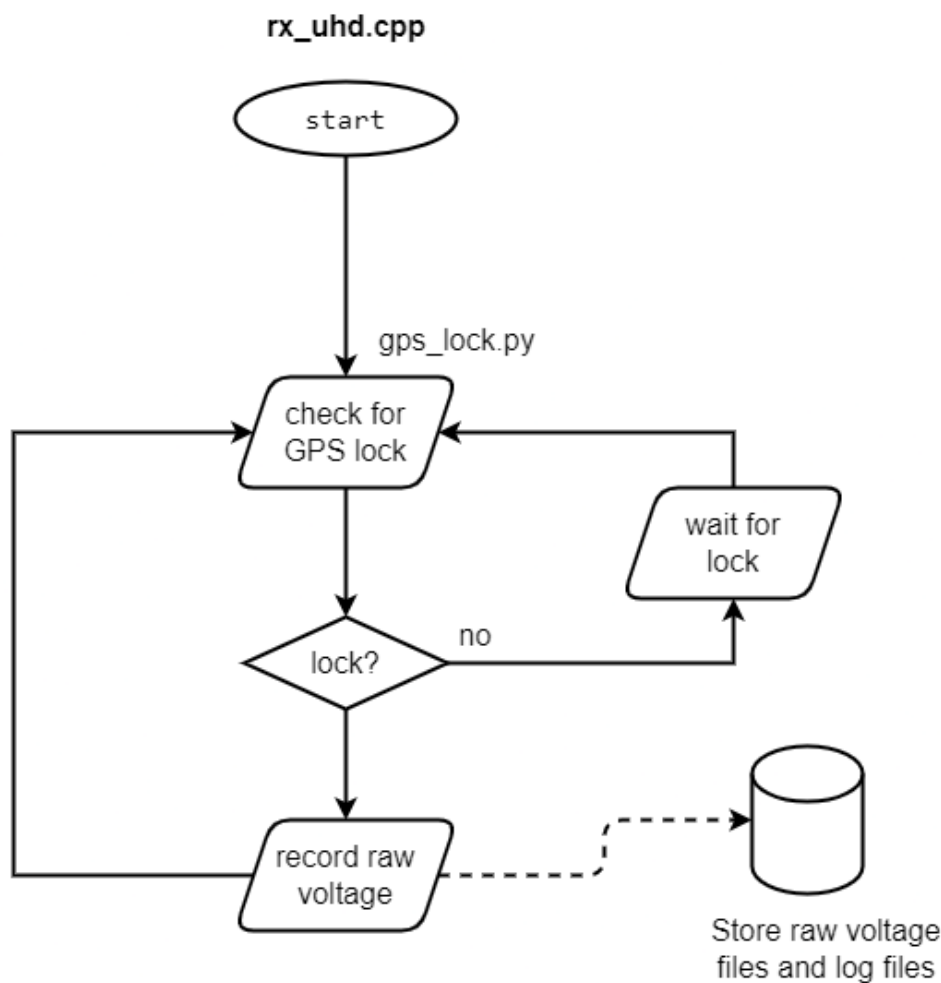 rx_uhd.cpp
start
gps_lock.py
check for
GPS lock
wait for
lock
no
lock?
record raw
voltage
Store raw voltage
files and log files